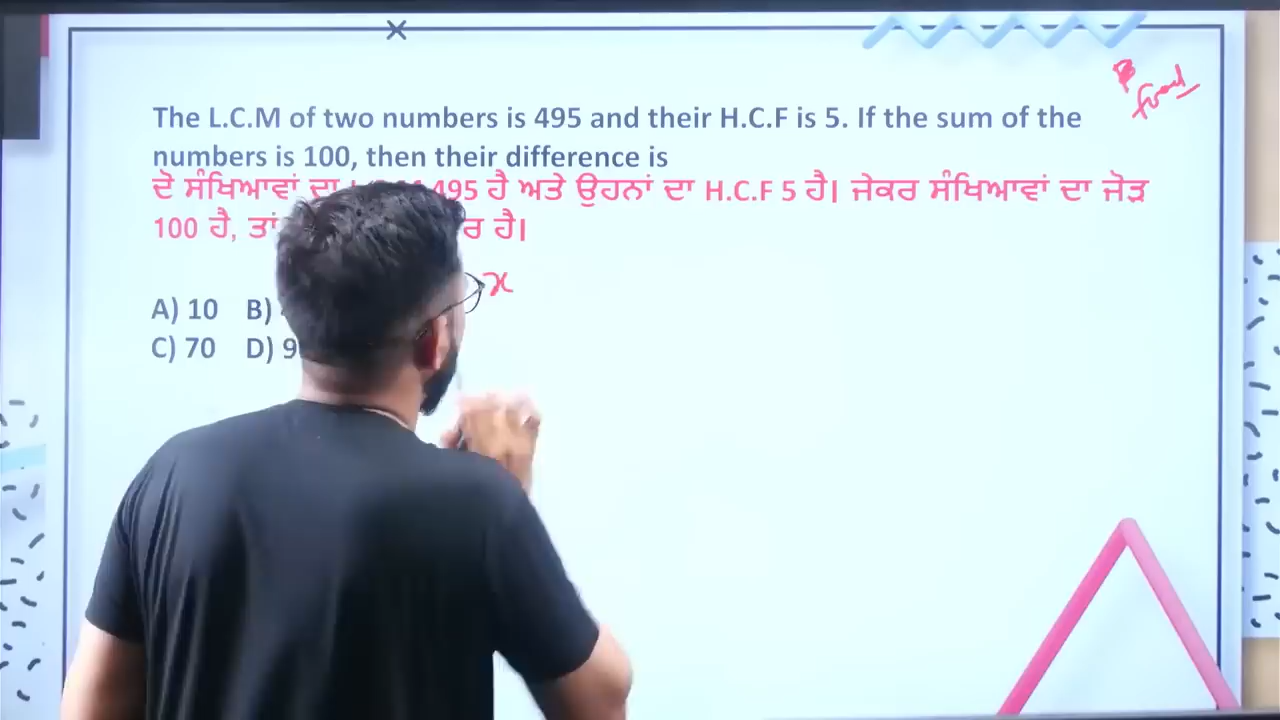 The L.C.M of two numbers is 495 and their H.C.F is 5. If the sum of the
numbers is 100, then their difference is
ਦੋ ਸੰਖਿਆਵਾਂ ਦਾ 495 ਹੈ ਅਤੇ ਉਹਨਾਂ ਦਾ H.C.F 5 ਹੈ। ਜੇਕਰ ਸੰਖਿਆਵਾਂ ਦਾ ਜੋੜ
100 ਹੈ, ਤਾਂ ਹੈ।
x
A) 10 B)
C) 70 D) 9